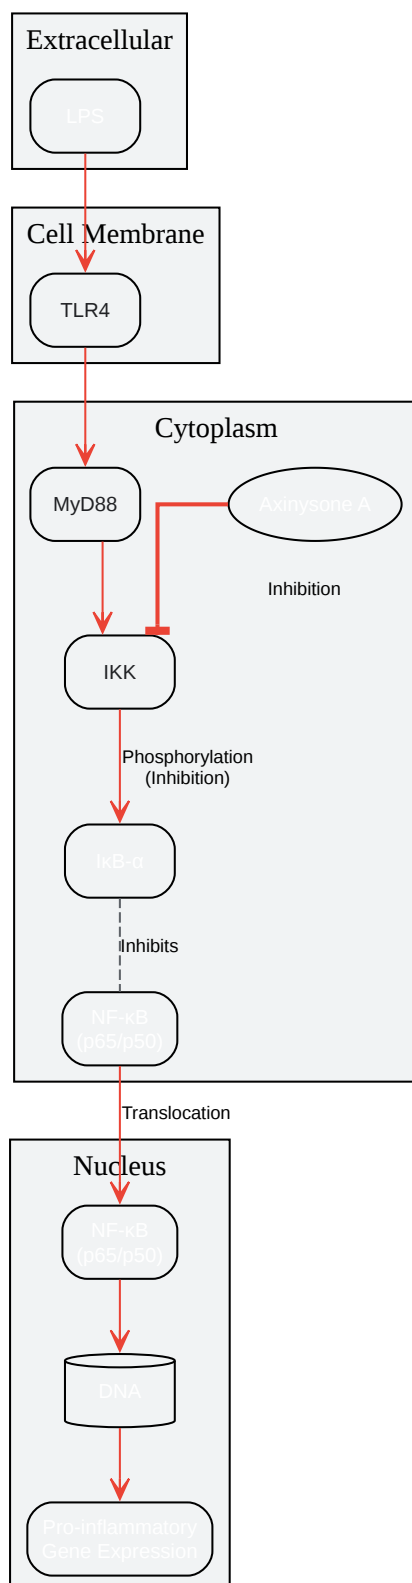 Extracellular
LPS
Cell Membrane
TLR4
Cytoplasm
MyD88
Axinysone A
Inhibition
IKK
Phosphorylation
(Inhibition)
IκB-α
Inhibits
NF-κB
(p65/p50)
Translocation
Nucleus
NF-κB
(p65/p50)
DNA
Pro-inflammatory
Gene Expression